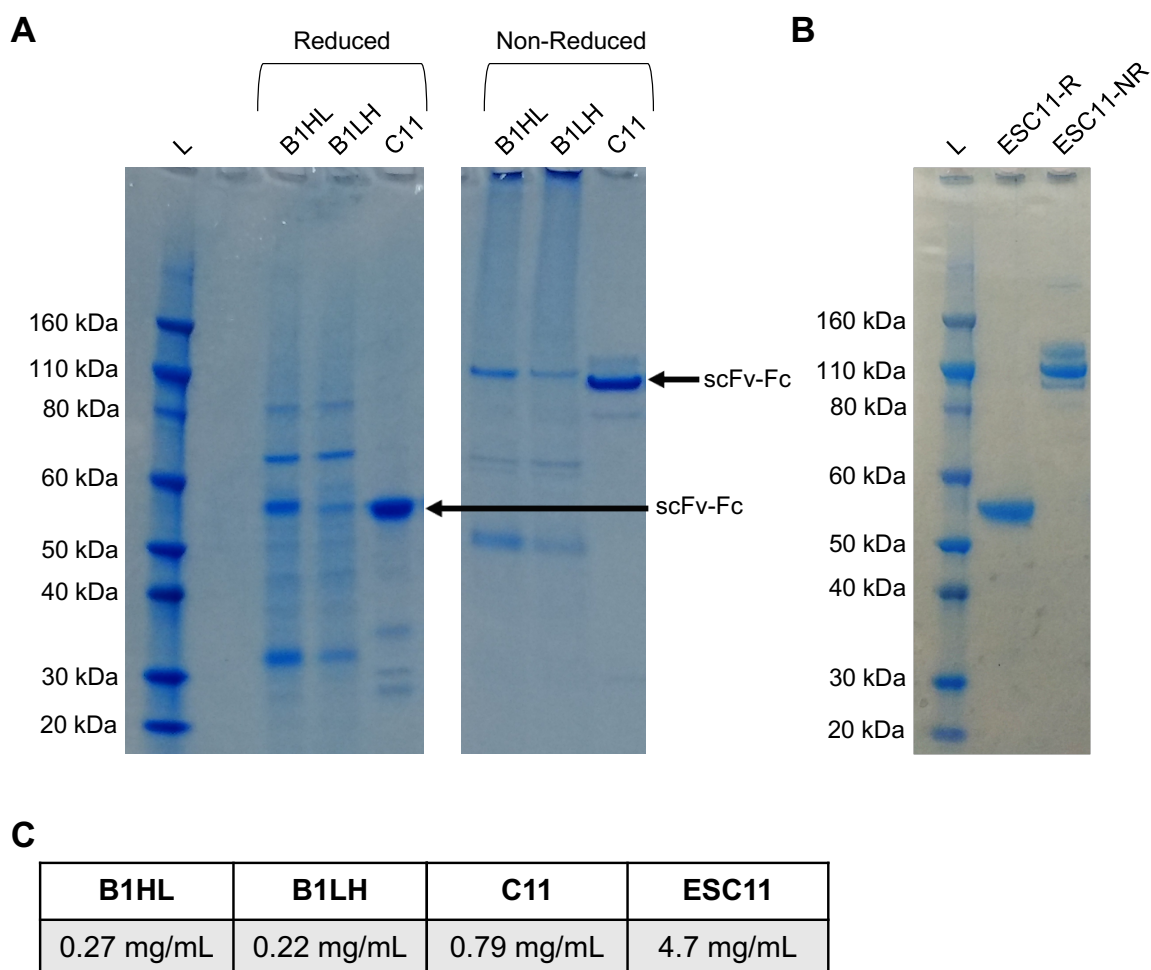 A
B
Reduced
Non-Reduced
L
B1HL
B1LH
C11
B1HL
B1LH
C11
L
ESC11-R
ESC11-NR
160 kDa
110 kDa
80 kDa
60 kDa
50 kDa
40 kDa
30 kDa
20 kDa
scFv-Fc
scFv-Fc
160 kDa
110 kDa
80 kDa
60 kDa
50 kDa
40 kDa
30 kDa
20 kDa
C
B1HL B1LH C11 ESC11
0.27 mg/mL 0.22 mg/mL 0.79 mg/mL 4.7 mg/mL